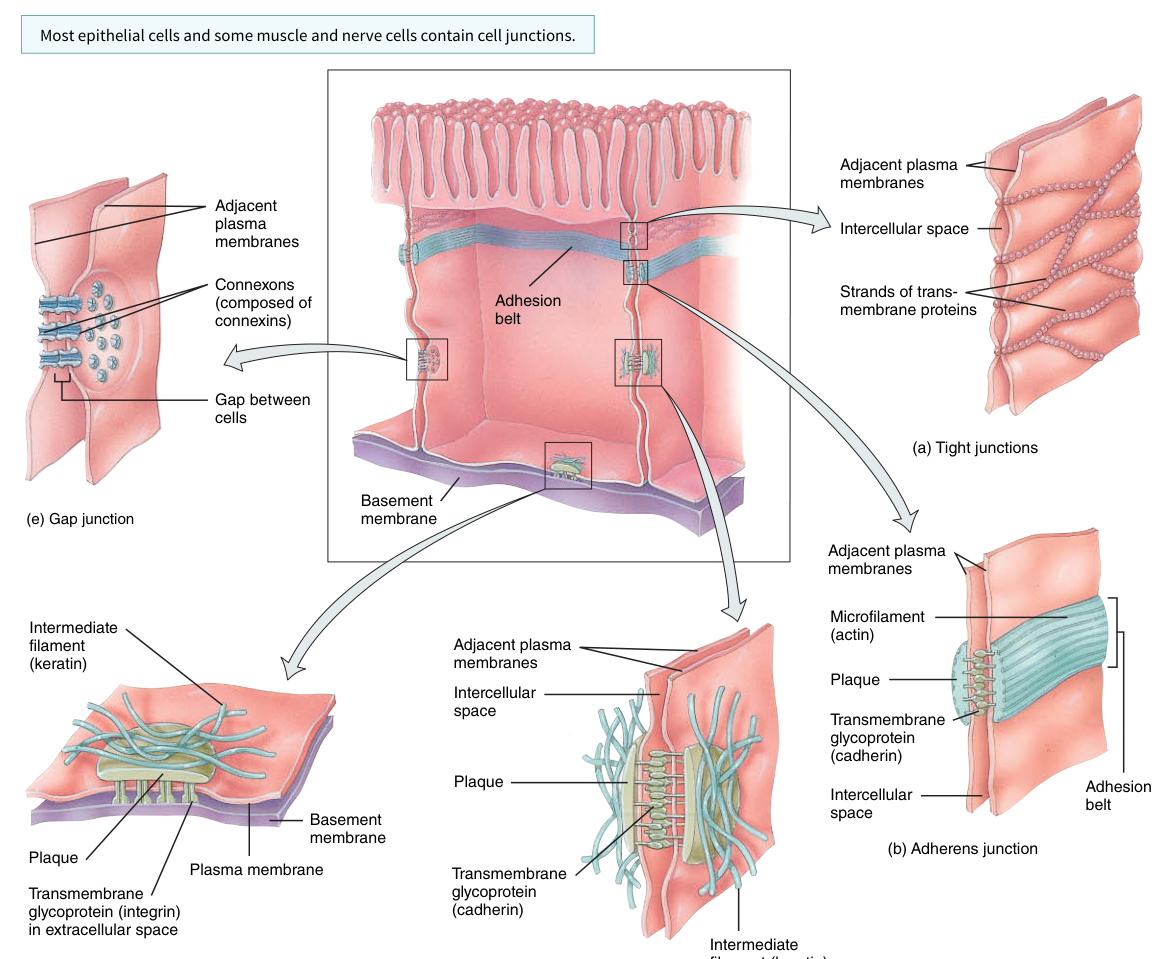 Most epithelial cells and some muscle and nerve cells contain cell junctions.
Adjacent
plasma
membranes
Connexons
(composed of
connexins)
Gap between
cells
(e) Gap junction
Adhesion
belt
Basement
membrane
Adjacent plasma
membranes
Intercellular space
Strands of trans-
membrane proteins
(a) Tight junctions
Adjacent plasma
membranes
Microfilament
(actin)
Plaque
Transmembrane
glycoprotein
(cadherin)
Intercellular
space
Adhesion
belt
(b) Adherens junction
Intermediate
filament
(keratin)
Plaque
Transmembrane
glycoprotein (integrin)
in extracellular space
Plasma membrane
Basement
membrane
Adjacent plasma
membranes
Intercellular
space
Plaque
Transmembrane
glycoprotein
(cadherin)
Intermediate